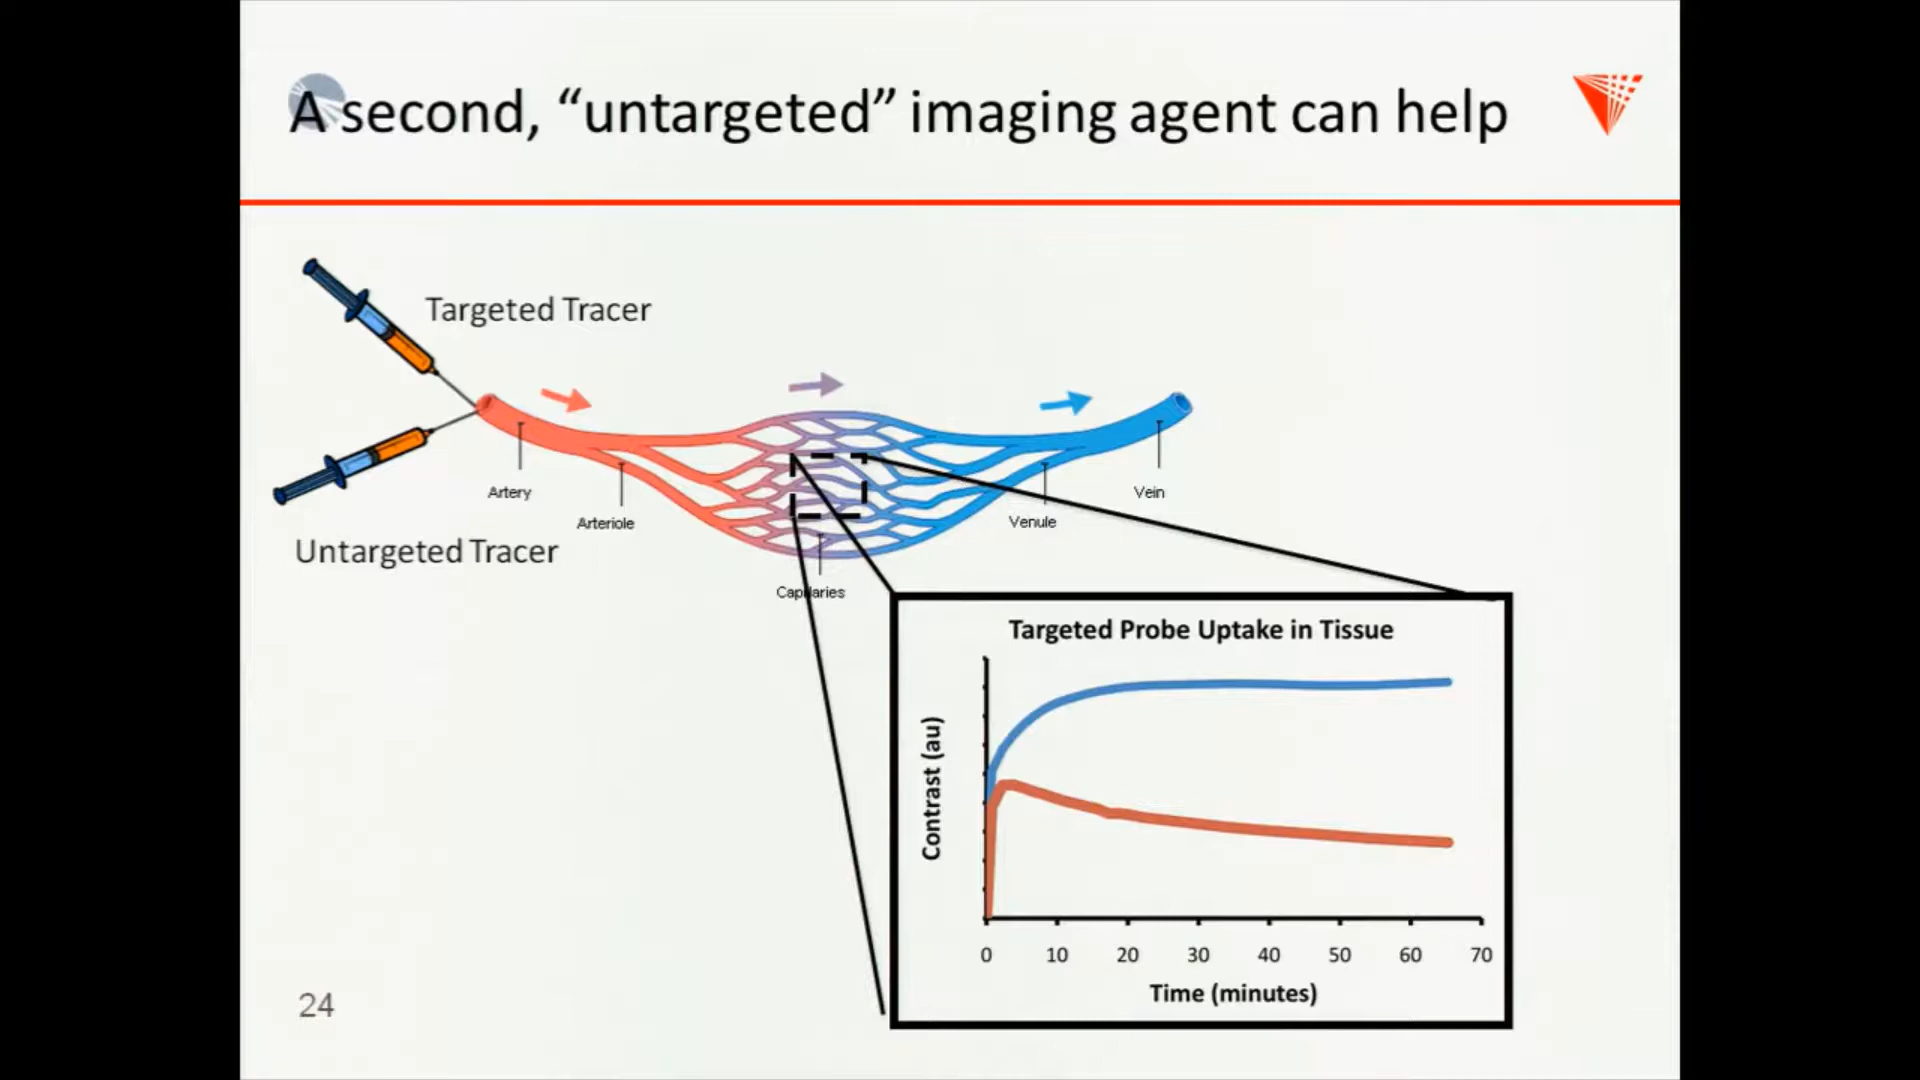 A second, “untargeted” imaging agent can help
Targeted Tracer
Artery
Arteriole
Untargeted Tracer
Capillaries
Venule
Vein
Targeted Probe Uptake in Tissue
Contrast (au)
0 10 20 30 40 50 60 70
Time (minutes)
24